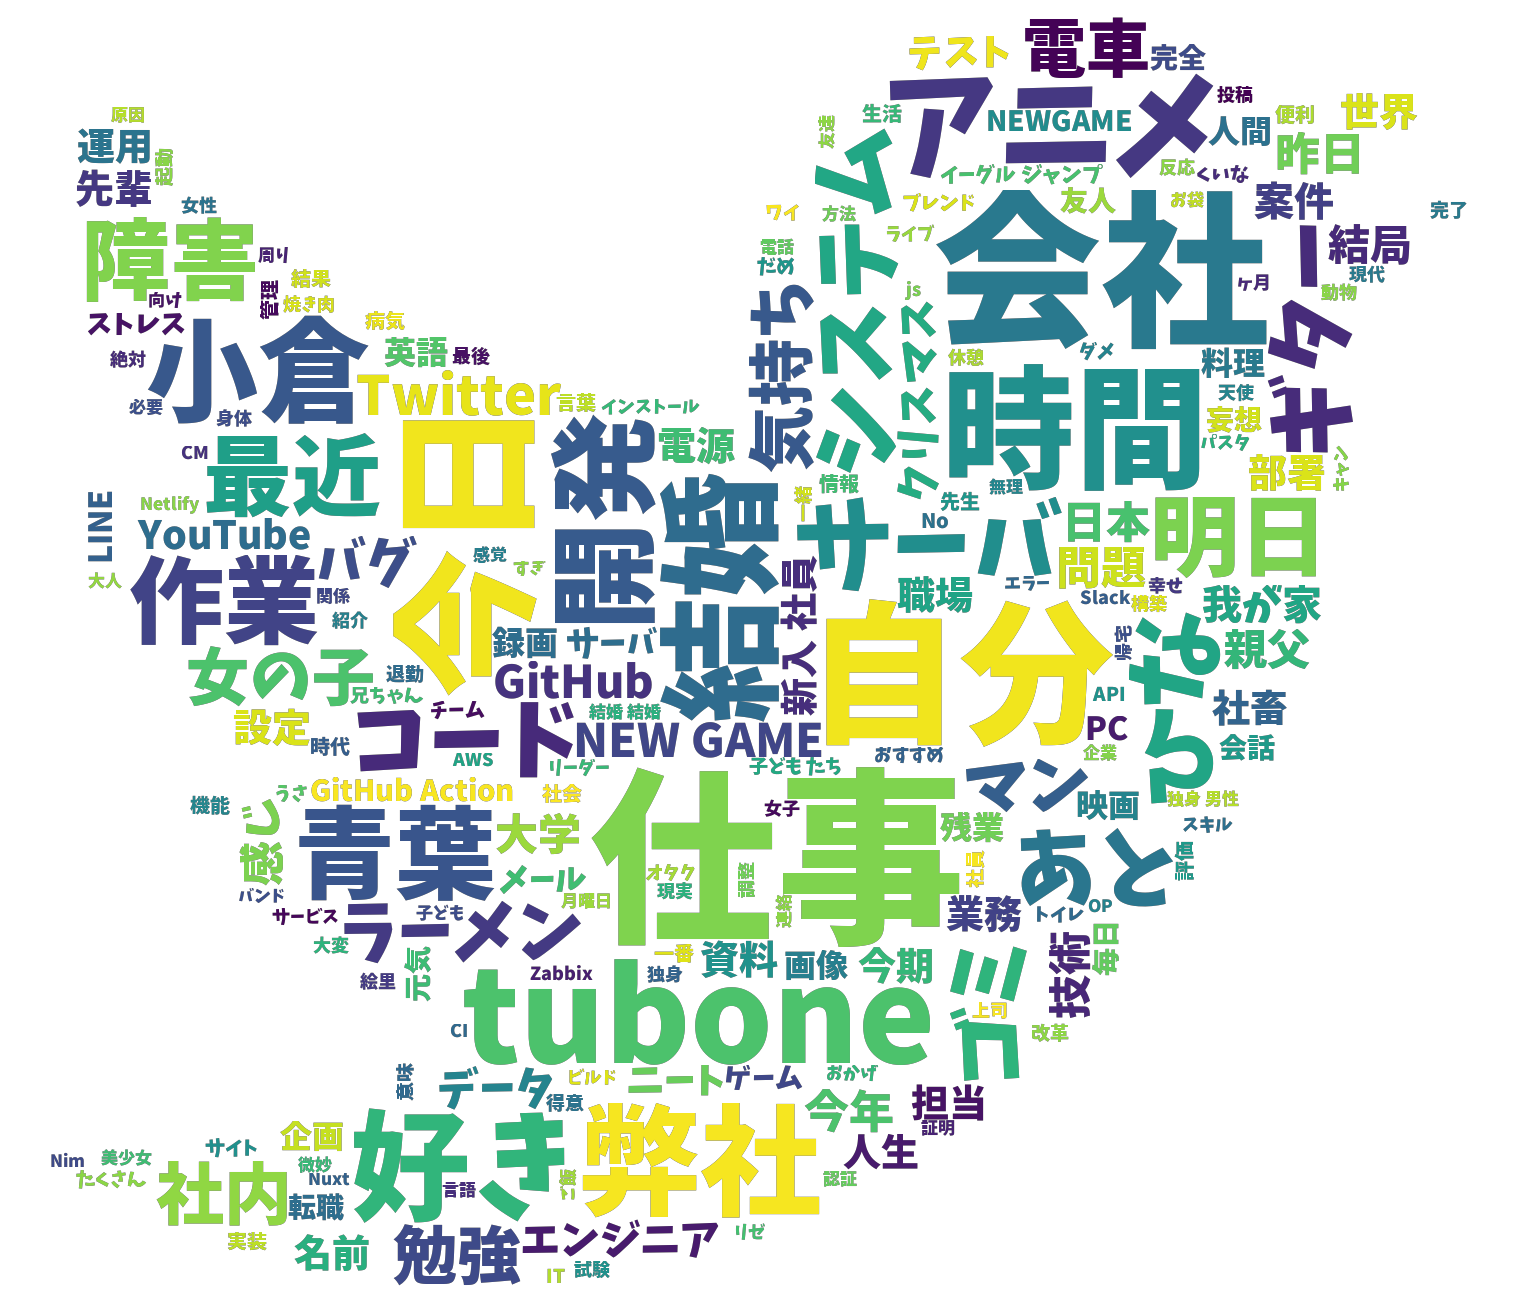 テスト
電車
完全
アニメ
投稿
世界
原因
運用
起動
先輩
生活
友達
NEWGAME
人間
便利
昨日
システム
イーグル ジャンプ
反応
くいな
女性
障害
周り
ワイ
方法
ブレンド
友人
お袋
案件
完了
会社
ギター
結局
電話
だめ
ライブ
現代
向け
管理
結果
焼き肉
ストレス
小倉
病気
気持ち
js
ケ月
動物
絶対
英語
最後
クリスマス
休憩
ダメ
料理
必要
身体
Twitter
言葉
インストール
時間
天使
妄想
パスタ
CM
最近
今日
開発
電源
情報
無理
部署
キャン
LINE
Netlify
YouTube
結婚
一緒
サーバ
先生
No
日本
明日
大人
作業
バグ
感覚
すぎ
新入 社員
職場
エラー
問題
幸せ
関係
紹介
Slack
構築
我が家
録画 サーバ
自分
帰宅
なら
親父
女の子
退勤
兄ちゃん
GitHub
API
社畜
設定
時代
コード
チーム
結婚 結婚
NEW GAME
PC
会話
AWS
リーダー
子ども たち
おすすめ
企業
機能
うさ
GitHub Action
社会
仕事
女子
マン
映画
独身 男性
スキル
感じ
青葉
大学
残業
あと
評価
バンド
メール
オタク
現実
調整
社員
サービス
子ども
月曜日
連絡
業務
トイレ
OP
大変
ラーメン
元気
一番
資料
画像
今期
ゴミ
技術
毎日
絵里
Zabbix
独身
tubone
上司
改革
CI
意味
データ
ビルド
ニート
ゲーム
おかげ
得意
今年
担当
証明
Nim
美少女
サイト
企画
好き
弊社
人生
たくさん
社内
微妙
Nuxt
言語
ご飯
認証
転職
実装
名前
勉強
エンジニア
リゼ
IT
試験